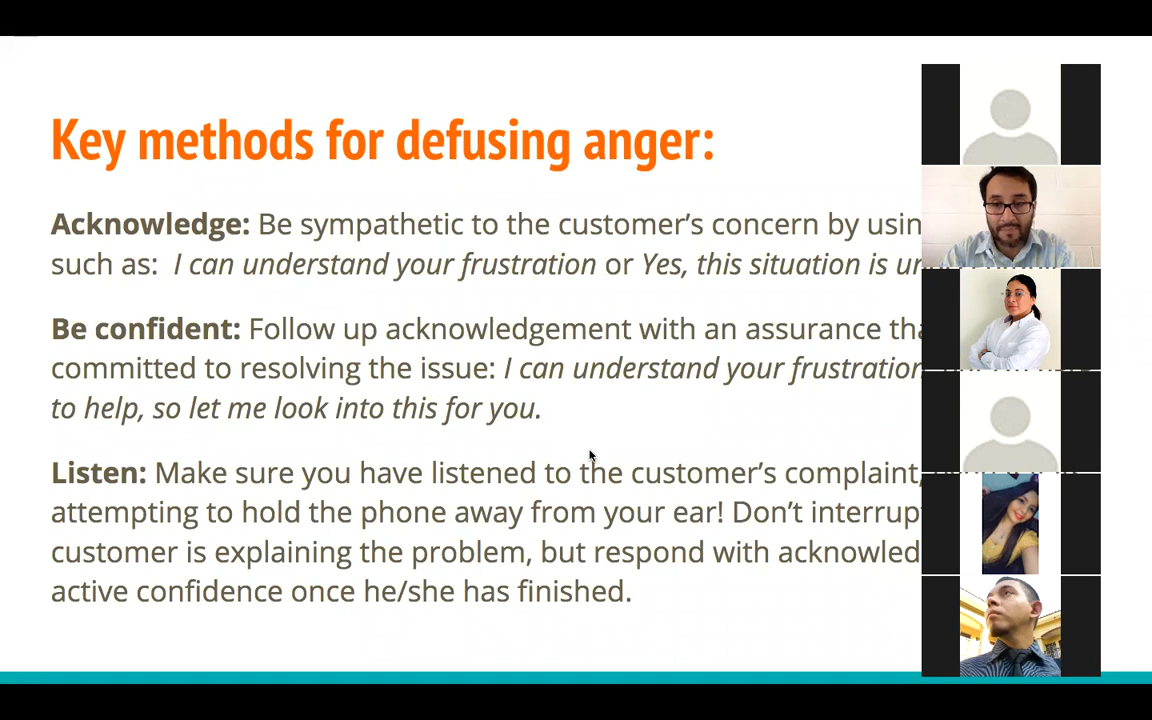 Key methods for defusing anger:
Acknowledge: Be sympathetic to the customer's concern by usin
such as: I can understand your frustration or Yes, this situation is un
Be confident: Follow up acknowledgement with an assurance tha
committed to resolving the issue: I can understand your frustration
to help, so let me look into this for you.
Listen: Make sure you have listened to the customer's complaint,
attempting to hold the phone away from your ear! Don't interrupt
customer is explaining the problem, but respond with acknowled
active confidence once he/she has finished.